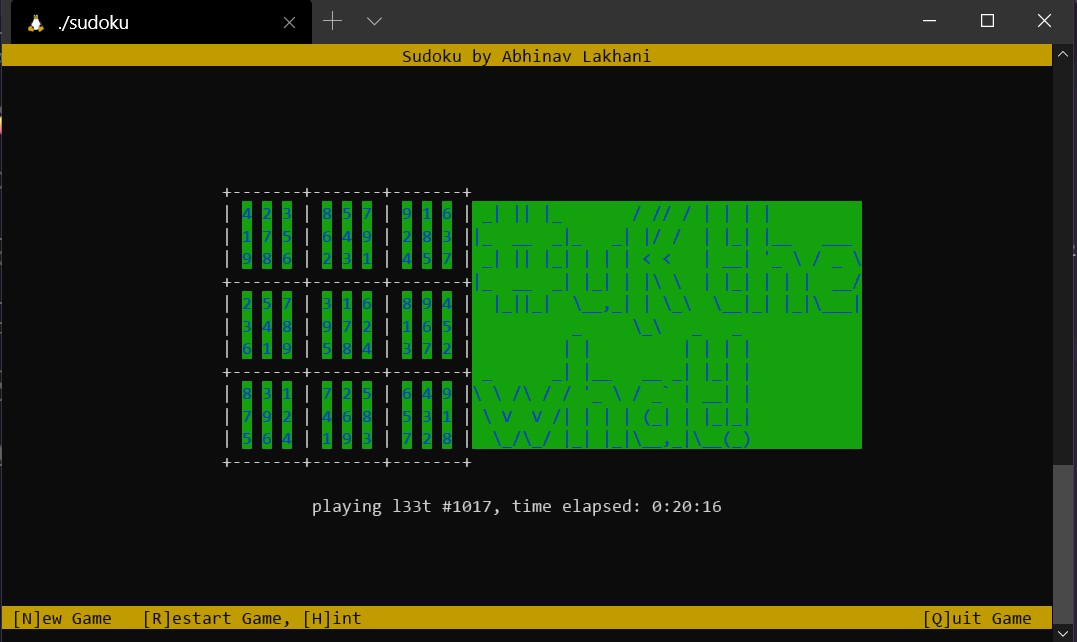 ./sudoku
Sudoku by Abhinav Lakhani
+-------+-------+-------+
| 4 2 3 | 8 5 7 | 9 1 6 |
| 1 7 5 | 6 4 9 | 2 8 3 |
| 9 8 6 | 2 3 1 | 4 5 7 |
+-------+-------+-------+
| 2 5 7 | 3 1 6 | 8 9 4 |
| 3 4 8 | 9 7 2 | 1 6 5 |
| 6 1 9 | 5 8 4 | 3 7 2 |
+-------+-------+-------+
| 8 3 1 | 7 2 5 | 6 4 9 |
| 7 9 2 | 4 6 8 | 5 3 1 |
| 5 6 4 | 1 9 3 | 7 2 8 |
+-------+-------+-------+
playing l33t #1017, time elapsed: 0:20:16
[N]ew Game [R]estart Game, [H]int [Q]uit Game